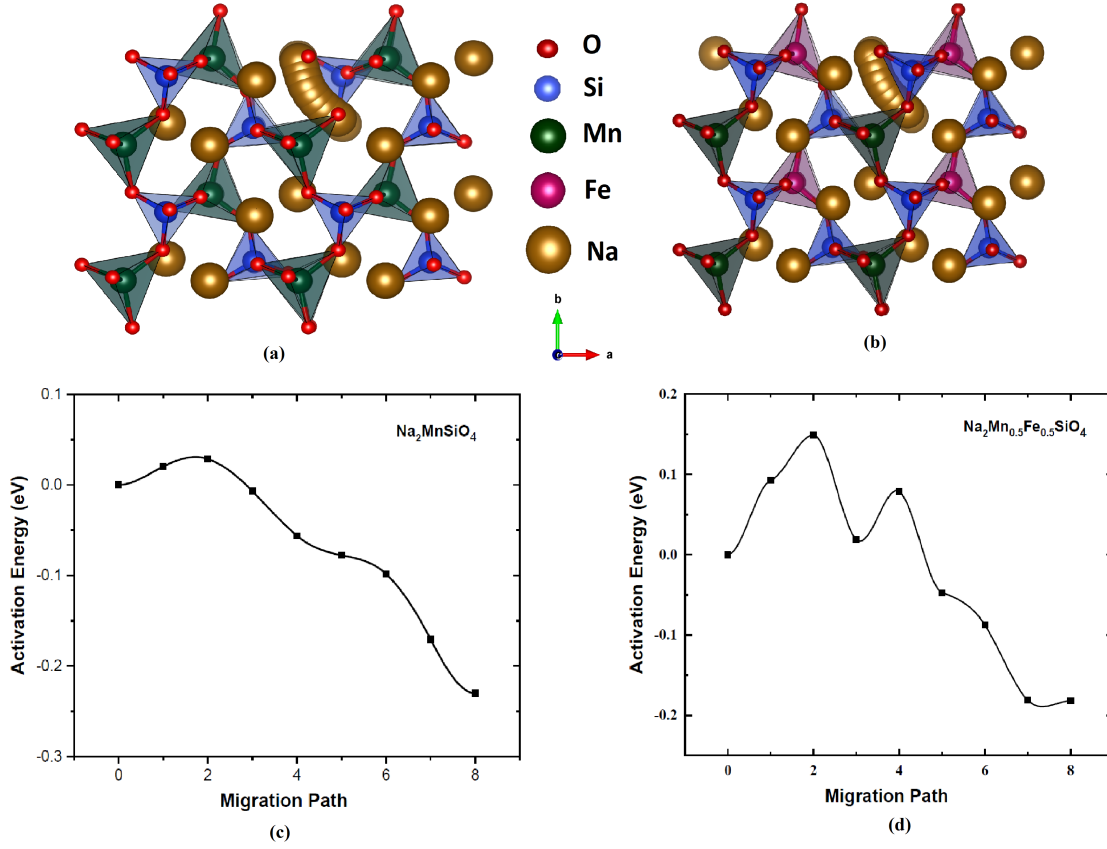 O
Si
Mn
Fe
Na
b
a
(a)
(b)
0.1
0.0
-0.1
-0.2
-0.3
Activation Energy (eV)
Na₂MnSiO₄
0 2 4 6 8
Migration Path
(c)
0.2
0.1
0.0
-0.1
-0.2
Activation Energy (eV)
Na₂Mn₀.₅Fe₀.₅SiO₄
0 2 4 6 8
Migration Path
(d)